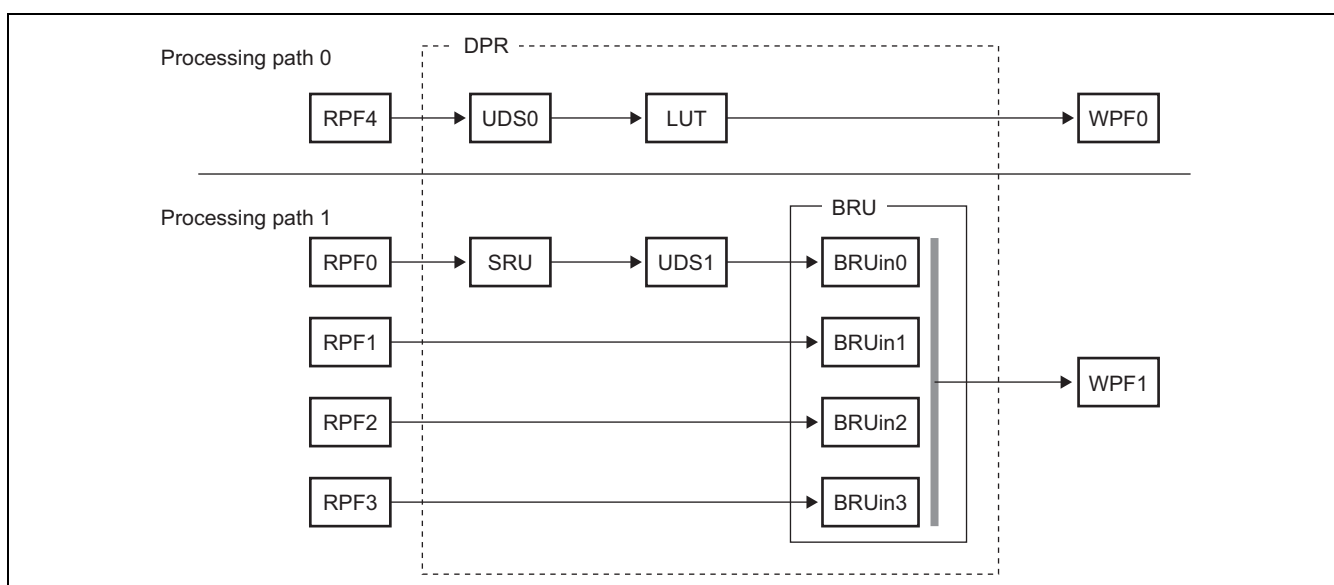 DPR
Processing path 0
RPF4 UDS0 LUT WPF0
Processing path 1
BRU
RPF0 SRU UDS1 BRUin0
RPF1 BRUin1
WPF1
RPF2 BRUin2
RPF3 BRUin3